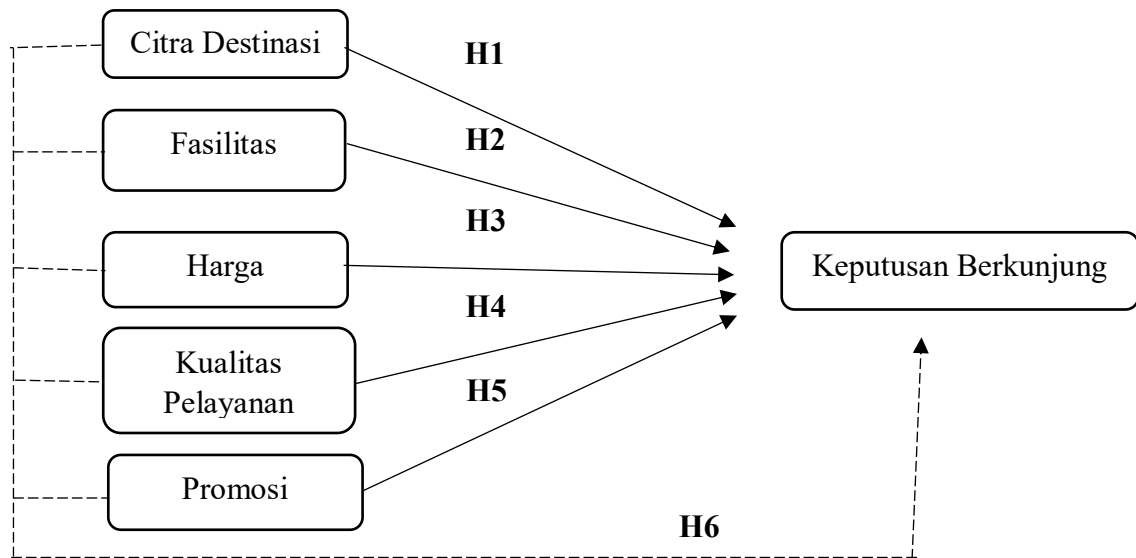 Citra Destinasi
H1
Fasilitas
H2
H3
Harga
Keputusan Berkunjung
H4
Kualitas
Pelayanan
H5
Promosi
H6